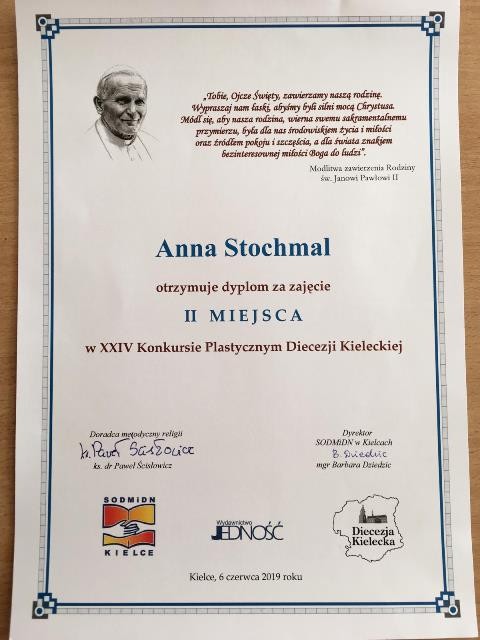 „Tobie, Ojcze Święty, zawierzamy naszą rodzinę.
Wypraszaj nam łaski, abyśmy byli silni mocą Chrystusa.
Módl się, aby nasza rodzina, wierna swemu sakramentalnemu
przymierzu, była dla nas środowiskiem życia i miłości
oraz źródłem pokoju i szczęścia, a dla świata znakiem
bezinteresownej miłości Boga do ludzi”.
Modlitwa zawierzenia Rodziny
św. Janowi Pawłowi II
Anna Stochmal
otrzymuje dyplom za zajęcie
II MIEJSCA
w XXIV Konkursie Plastycznym Diecezji Kieleckiej
Doradca metodyczny religii
ks. Paweł Ścisłowicz
ks. dr Paweł Ścisłowicz
Dyrektor
SODMiDN w Kielcach
B. Dziedzic
mgr Barbara Dziedzic
SODMiDN
KIELCE
Wydawnictwo
JEDNOŚĆ
Diecezja
Kielecka
Kielce, 6 czerwca 2019 roku